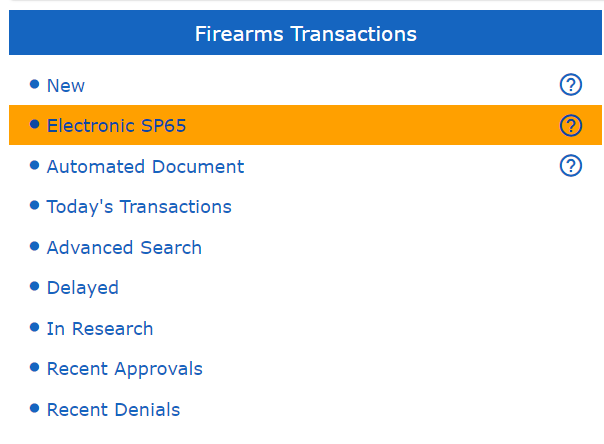 Firearms Transactions
New
Electronic SP65
Automated Document
Today's Transactions
Advanced Search
Delayed
In Research
Recent Approvals
Recent Denials